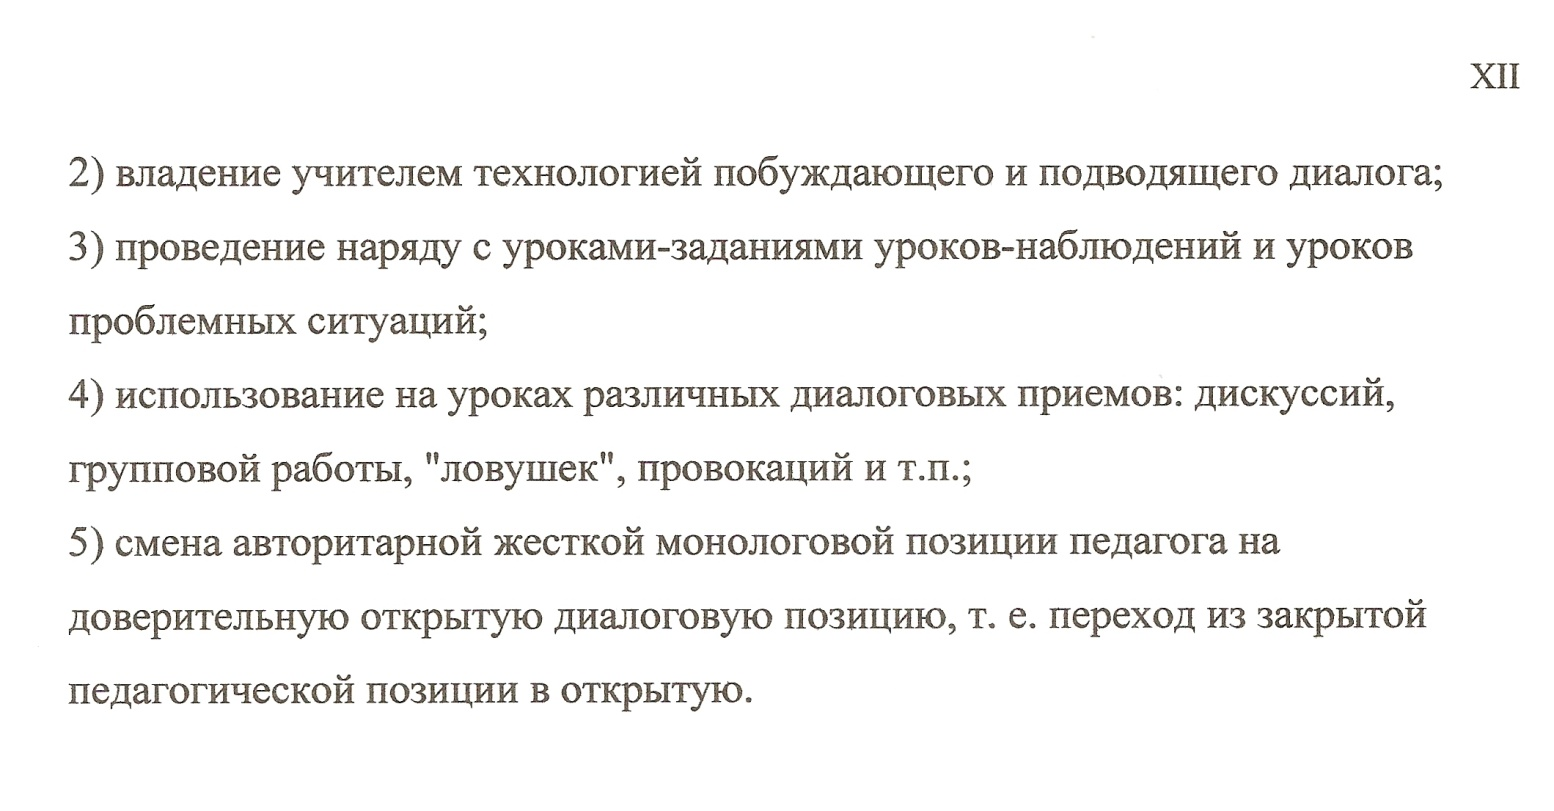 XII
2) владение учителем технологией побуждающего и подводящего диалога;
3) проведение наряду с уроками-заданиями уроков-наблюдений и уроков
проблемных ситуаций;
4) использование на уроках различных диалоговых приемов: дискуссий,
групповой работы, "ловушек", провокаций и т.п.;
5) смена авторитарной жесткой монологовой позиции педагога на
доверительную открытую диалоговую позицию, т. е. переход из закрытой
педагогической позиции в открытую.